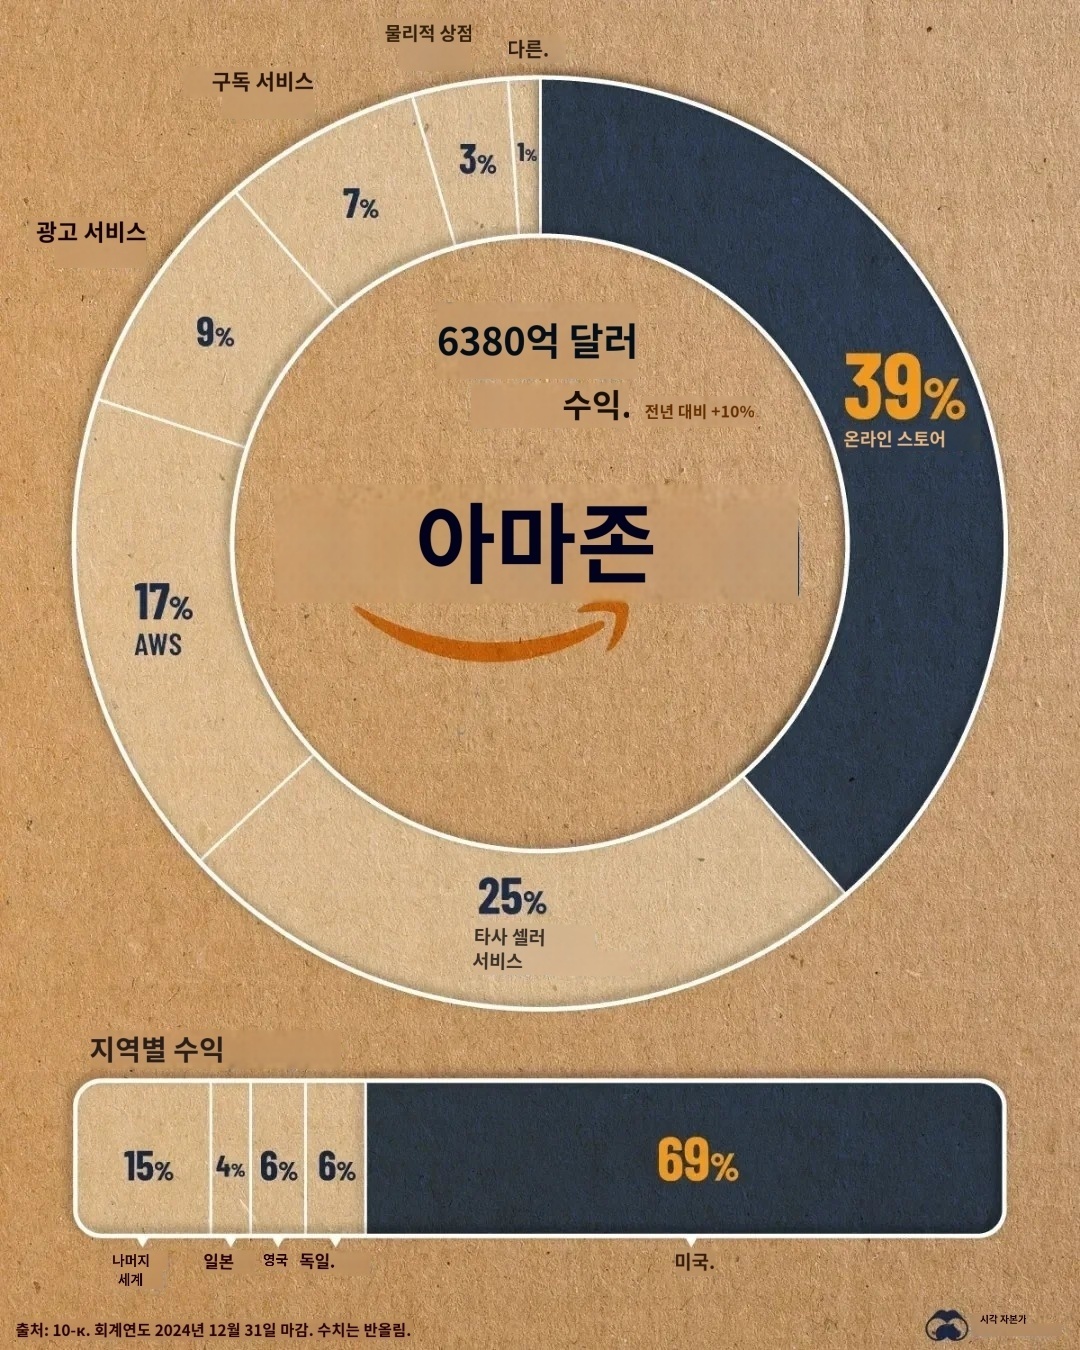 물리적 상점
다른.
구독 서비스
3%
1%
7%
광고 서비스
9%
6380억 달러
39%
수익. 전년 대비 +10%.
온라인 스토어
아마존
17%
AWS
25%
타사 셀러
서비스
지역별 수익
15%
4%
6%
6%
69%
나머지
세계
일본
영국
독일.
미국.
출처: 10-к. 회계연도 2024년 12월 31일 마감. 수치는 반올림.
시각 자본가